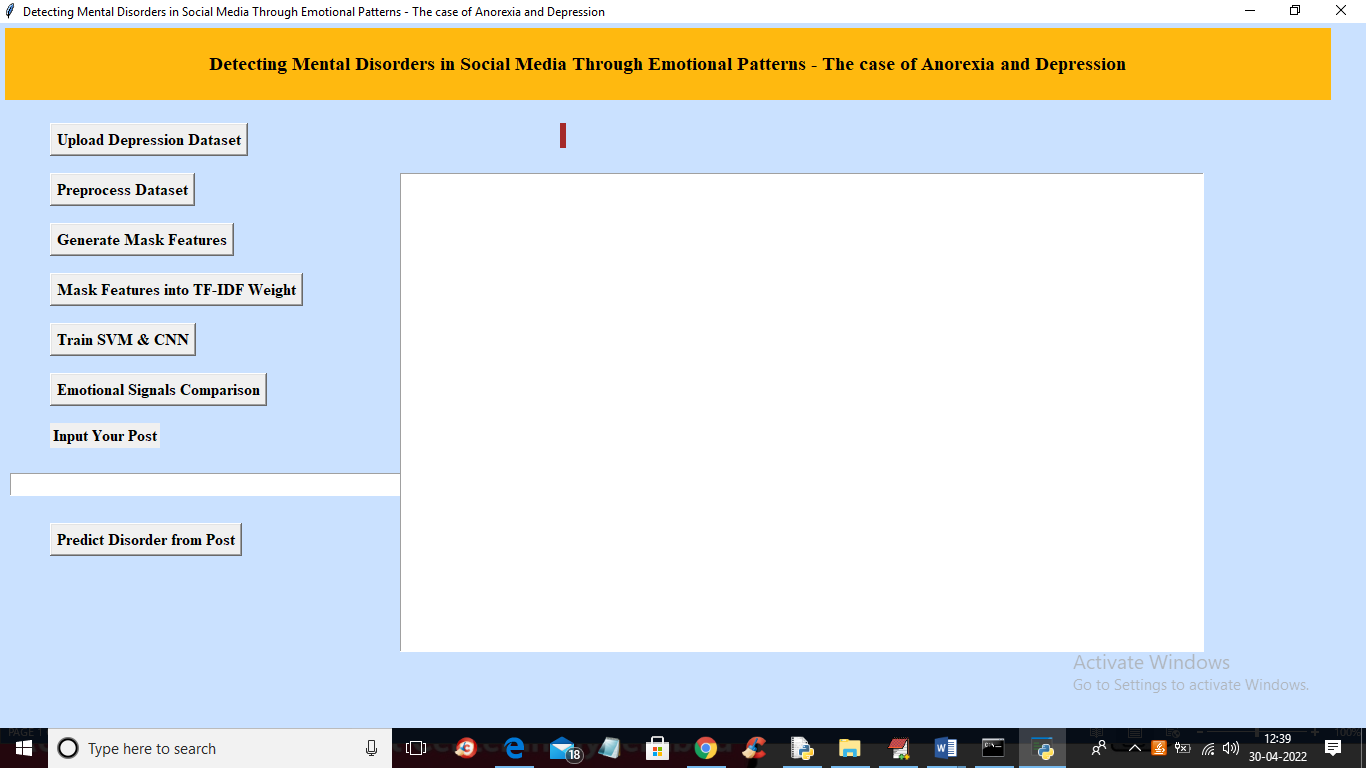 Detecting Mental Disorders in Social Media Through Emotional Patterns - The case of Anorexia and Depression
Detecting Mental Disorders in Social Media Through Emotional Patterns - The case of Anorexia and Depression
Upload Depression Dataset
Preprocess Dataset
Generate Mask Features
Mask Features into TF-IDF Weight
Train SVM & CNN
Emotional Signals Comparison
Input Your Post
Predict Disorder from Post
Activate Windows
Go to Settings to activate Windows.
PAGE 1
100%
Type here to search
18
12:39
30-04-2022